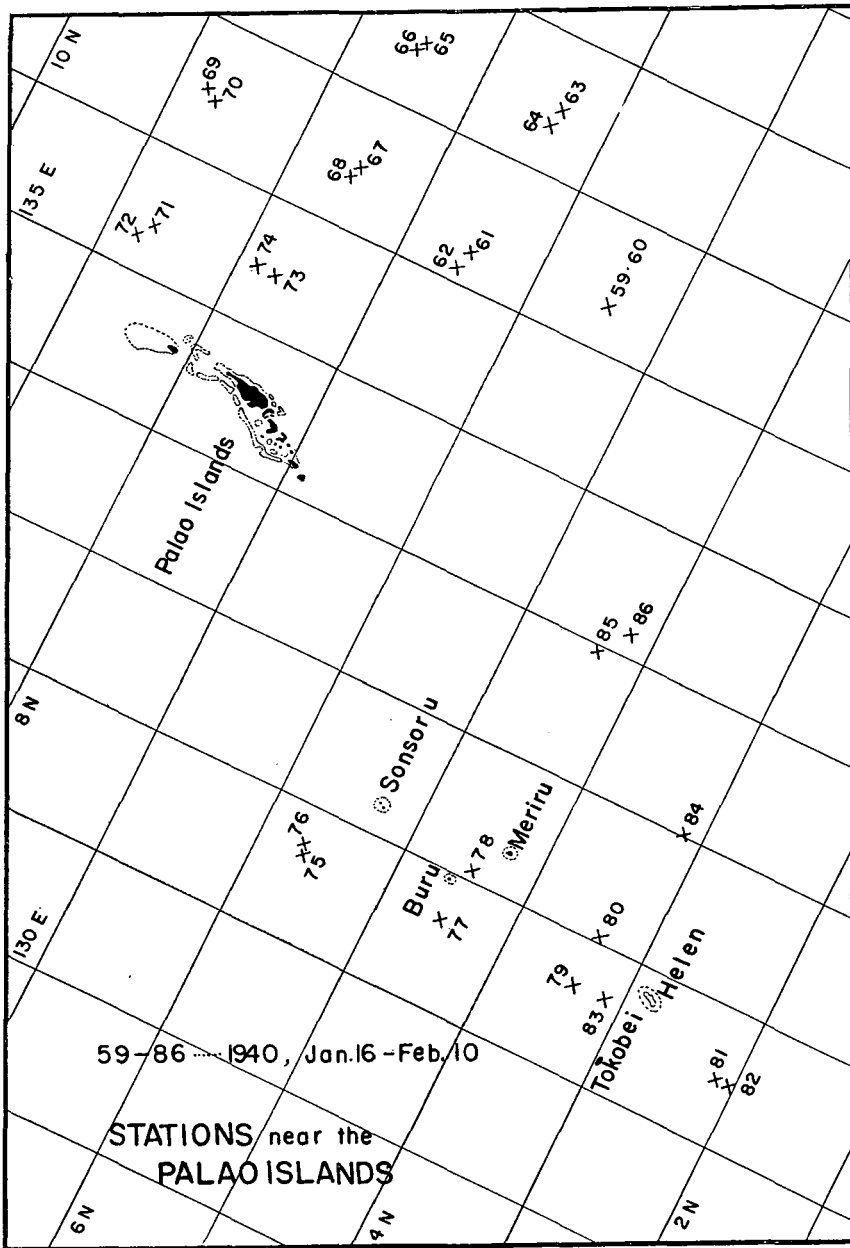 10 N
66
65
69
70
64
63
135 E
68
67
72
71
74
73
62
61
59·60
Palao Islands
85
86
8 N
Sonsoru
76
75
84
Meriru
78
Buru
77
130 E
80
79
83
Helen
Tokobei
81
82
59-86 ······ 1940, Jan.16-Feb.10
STATIONS near the
PALAO ISLANDS
6 N
4 N
2 N